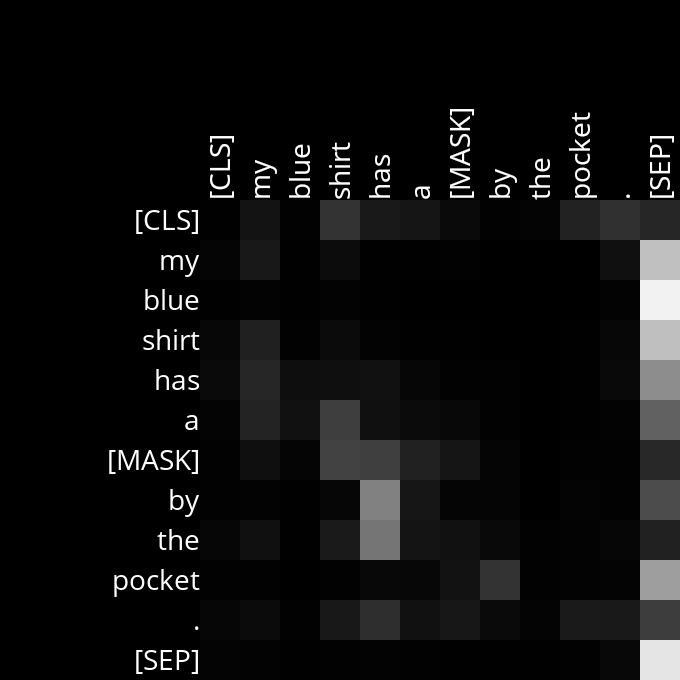 [CLS] my blue shirt has a [MASK] by the pocket . [SEP]
[CLS]
my
blue
shirt
has
a
[MASK]
by
the
pocket
.
[SEP]